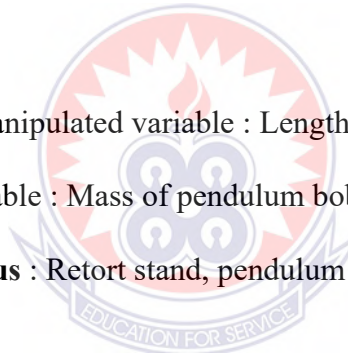 anipulated variable : Length
able : Mass of pendulum bob
us : Retort stand, pendulum
EDUCATION FOR SERVICE